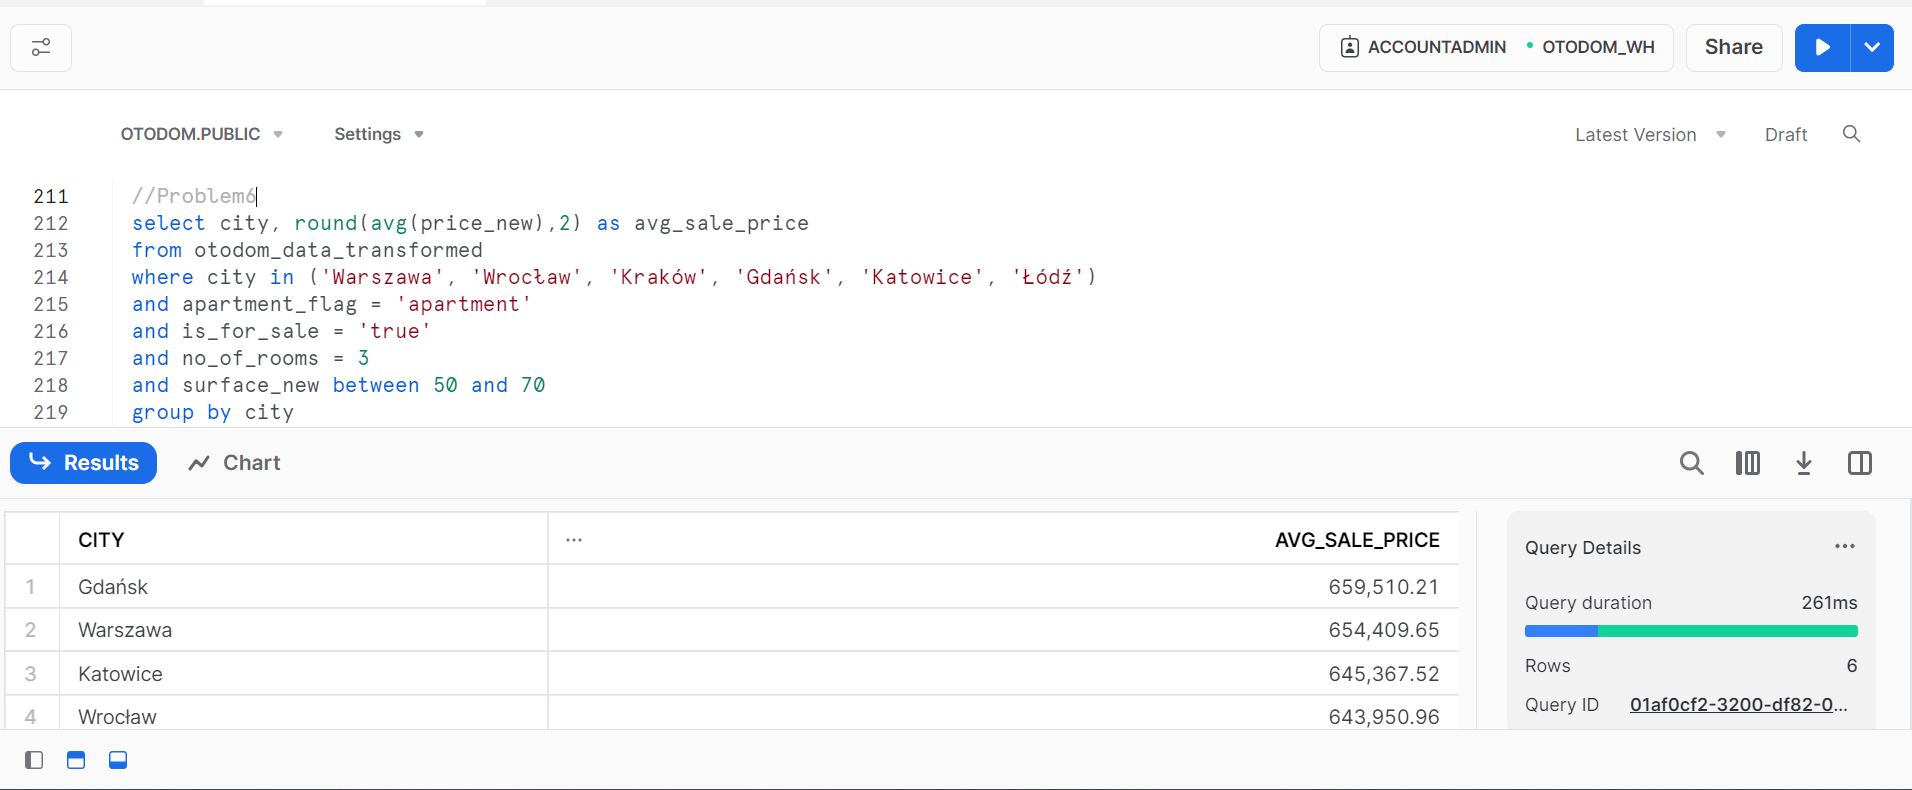 ACCOUNTADMIN OTODOM_WH Share
OTODOM.PUBLIC Settings Latest Version Draft
211 //Problem6
212 select city, round(avg(price_new),2) as avg_sale_price
213 from otodom_data_transformed
214 where city in ('Warszawa', 'Wrocław', 'Kraków', 'Gdańsk', 'Katowice', 'Łódź')
215 and apartment_flag = 'apartment'
216 and is_for_sale = 'true'
217 and no_of_rooms = 3
218 and surface_new between 50 and 70
219 group by city
Results Chart
CITY ... AVG_SALE_PRICE
1 Gdańsk 659,510.21
2 Warszawa 654,409.65
3 Katowice 645,367.52
4 Wrocław 643,950.96
Query Details ...
Query duration 261ms
Rows 6
Query ID 01af0cf2-3200-df82-0...